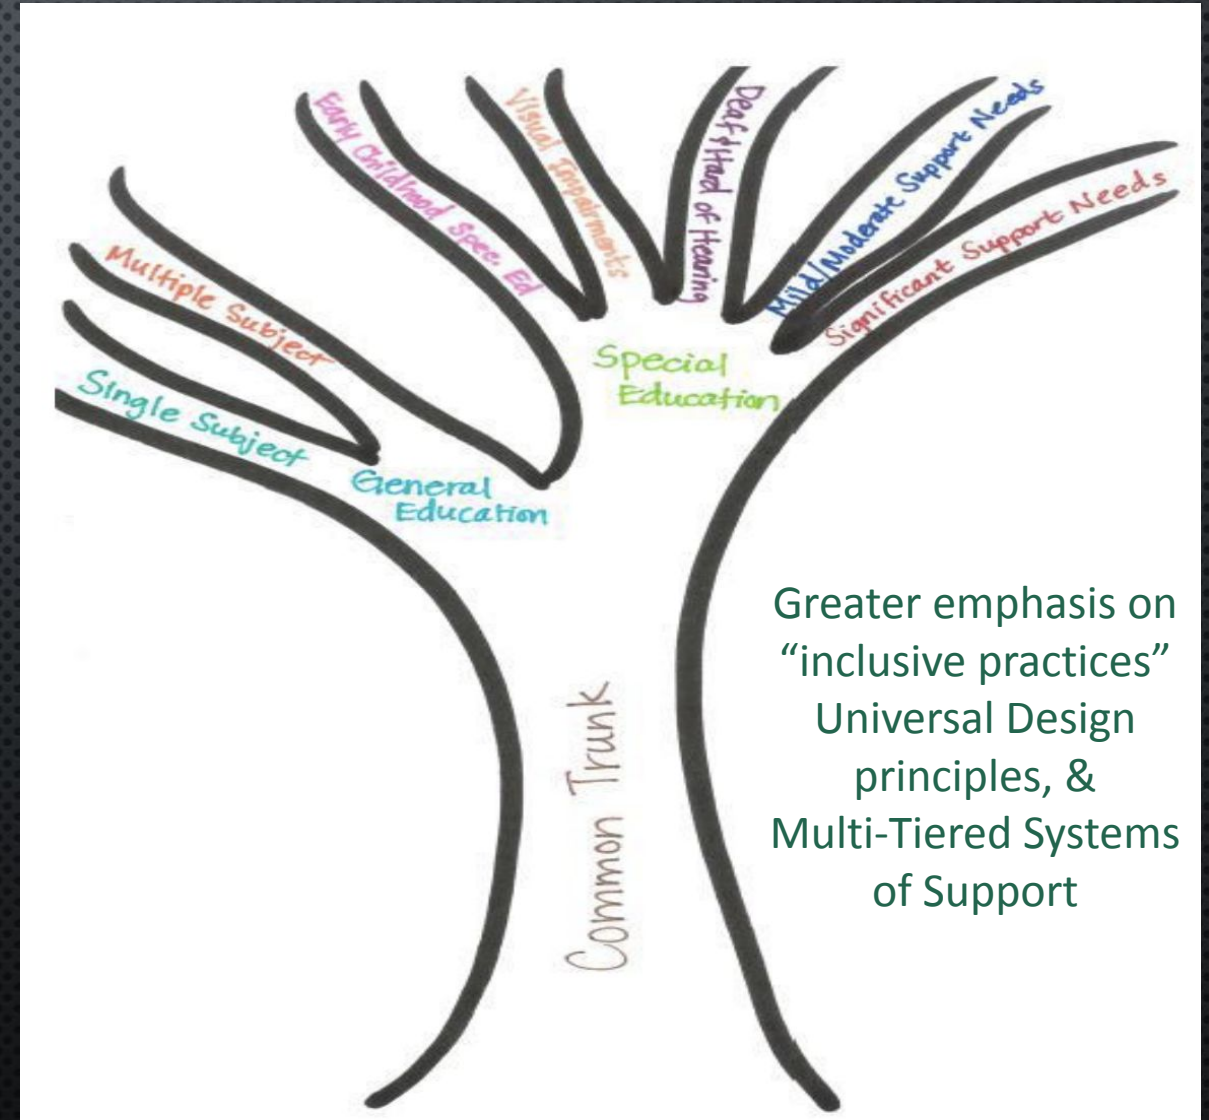 Early Childhood Spec. Ed
Visual Impairments
Deaf & Hard of Hearing
Mild/Moderate Support Needs
Significant Support Needs
Multiple Subject
Single Subject
Special
Education
General
Education
Common Trunk
Greater emphasis on
“inclusive practices”
Universal Design
principles, &
Multi-Tiered Systems
of Support